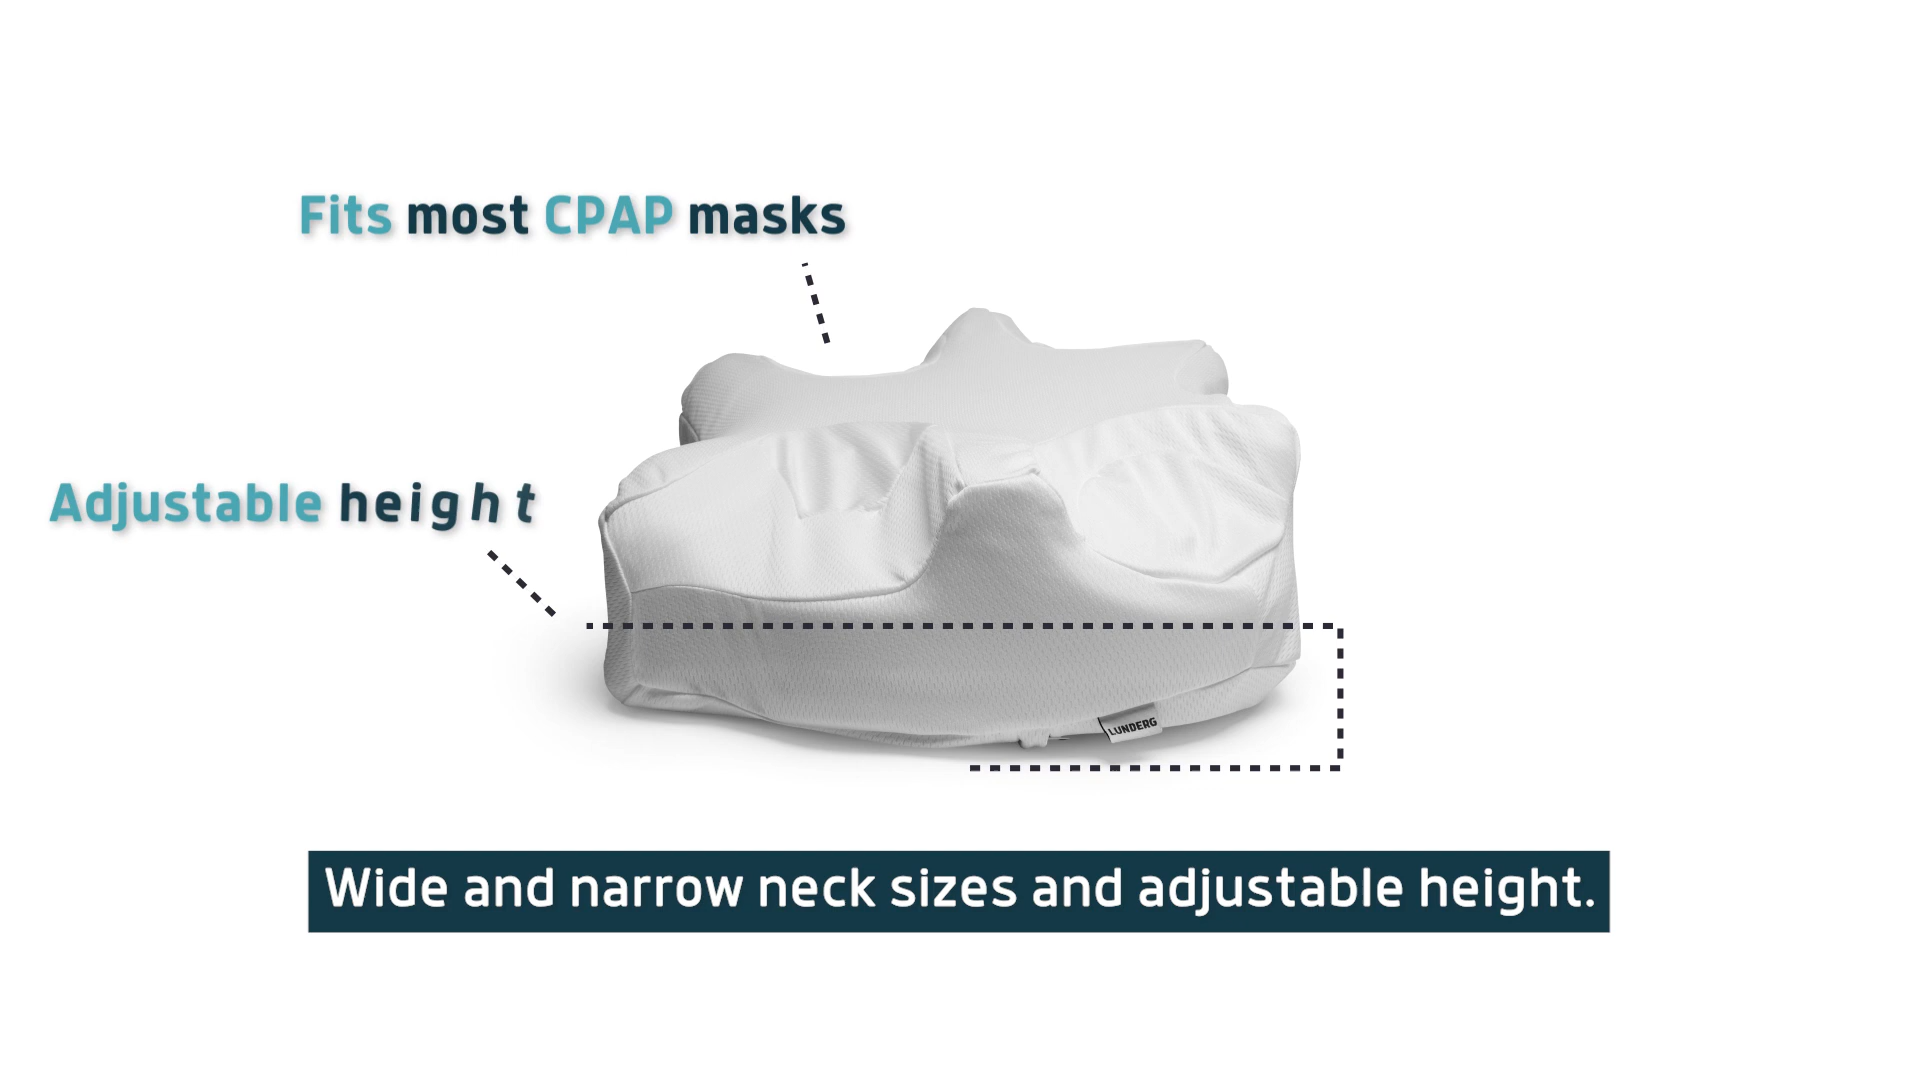 Fits most CPAP masks
Adjustable height
LUNDERG
Wide and narrow neck sizes and adjustable height.